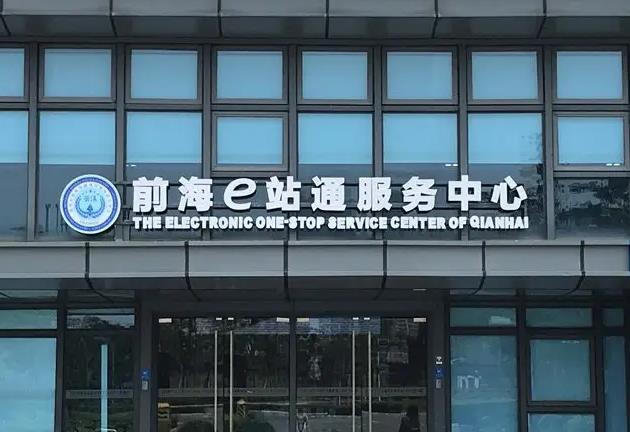 前海e站通服务中心
THE ELECTRONIC ONE-STOP SERVICE CENTER OF QIANHAI